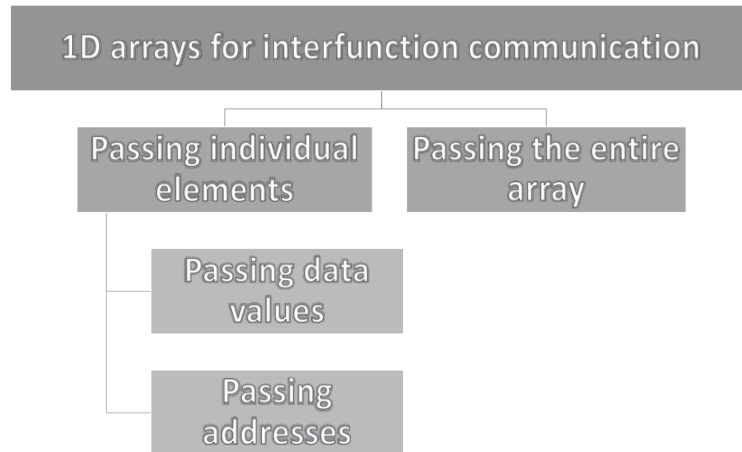 1D arrays for interfunction communication
Passing individual
elements
Passing the entire
array
Passing data
values
Passing
addresses